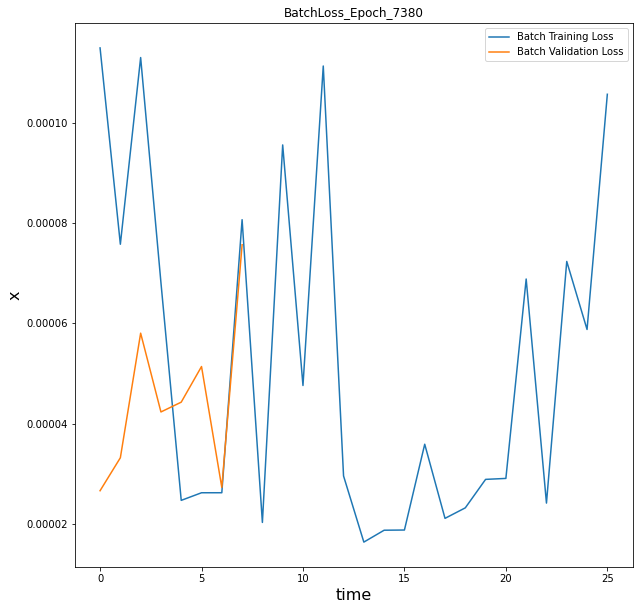 BatchLoss_Epoch_7380
Batch Training Loss
Batch Validation Loss
0.00010
0.00008
0.00006
0.00004
0.00002
x
0 5 10 15 20 25
time